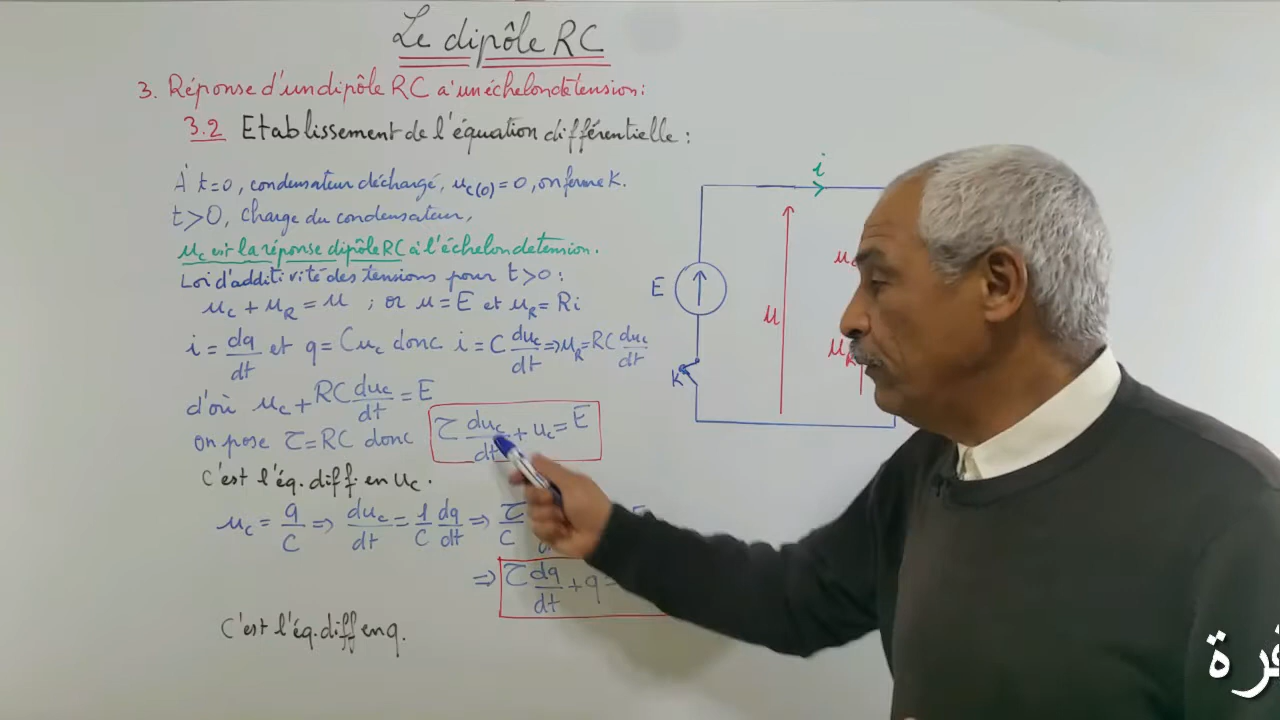 Le dipôle RC
3. Réponse d'un dipôle RC à un échelon de tension :
3.2 Etablissement de l'équation différentielle :
À t=0, condensateur déchargé, uc(0) = 0, on ferme K.
t>0, charge du condensateur,
uc est la réponse dipôle RC à l'échelon de tension.
Loi d'additivité des tensions pour t>0 :
uc + uR = u ; or u = E et uR = Ri
i = dq/dt et q = Cuc donc i = C duc/dt ⇒ uR = RC duc/dt
d'où uc + RC duc/dt = E
on pose τ = RC donc τ duc/dt + uc = E
C'est l'éq. diff. en uc.
uc = q/C ⇒ duc/dt = 1/C dq/dt ⇒ τ/C
⇒ τ dq/dt + q =
C'est l'éq. diff en q.
i
E
u
K
uR
قرة